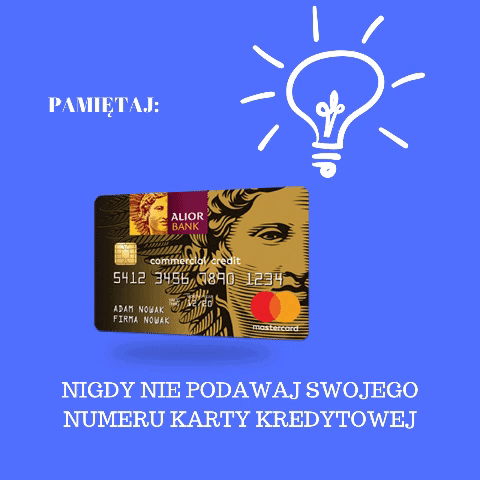 PAMIĘTAJ:
ALIOR
BANK
commercial credit
5412 3456 7890 1234
12/20
ADAM NOWAK
FIRMA NOWAK
mastercard
NIGDY NIE PODAWAJ SWOJEGO
NUMERU KARTY KREDYTOWEJ